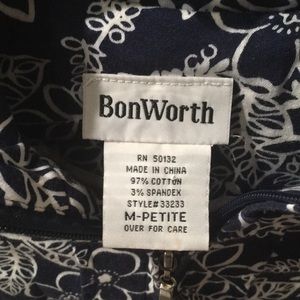 BonWorth
RN 50132
MADE IN CHINA
97% COTTON
3% SPANDEX
STYLE#33233
M-PETITE
OVER FOR CARE